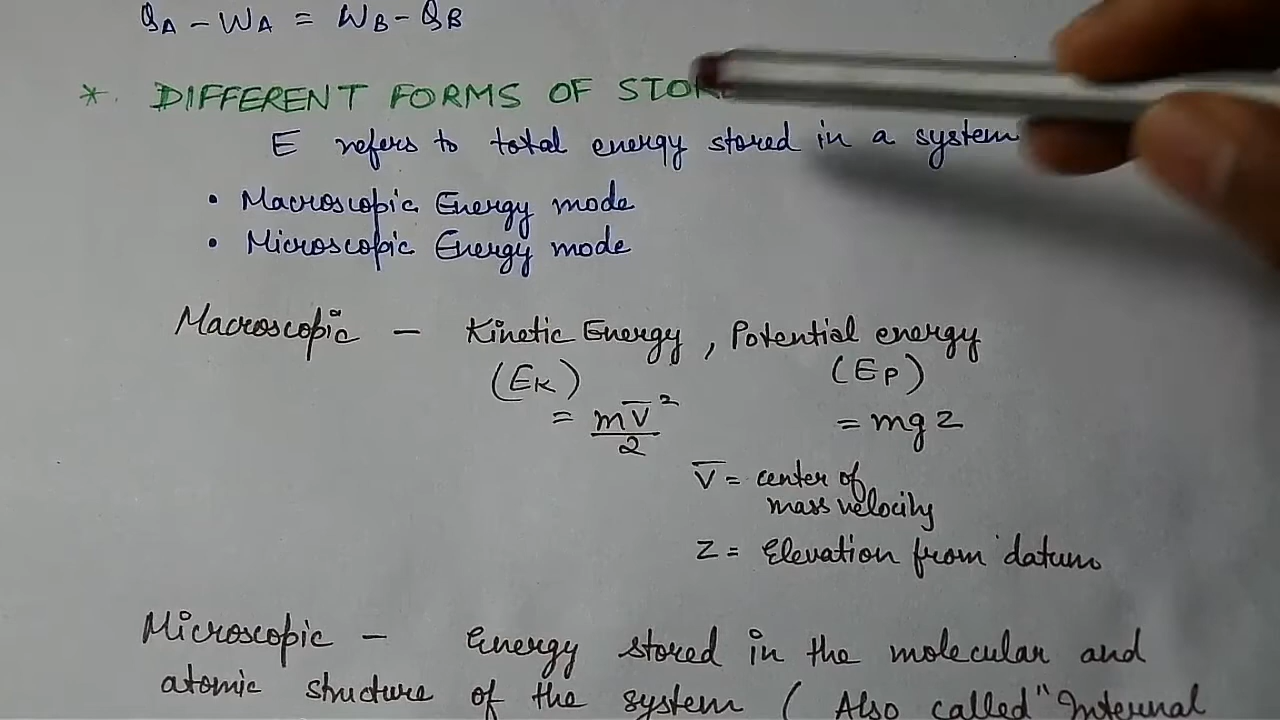 QA - WA = WB - QB
* DIFFERENT FORMS OF
E refers to total energy stored in a system
• Macroscopic Energy mode
• Microscopic Energy mode
Macroscopic - Kinetic Energy, Potential energy
(EK) (EP)
= mV̅²/2 = mgz
V̅ = center of
mass velocity
Z = Elevation from datum
Microscopic - Energy stored in the molecular and
atomic structure of the system ( Also called "Internal